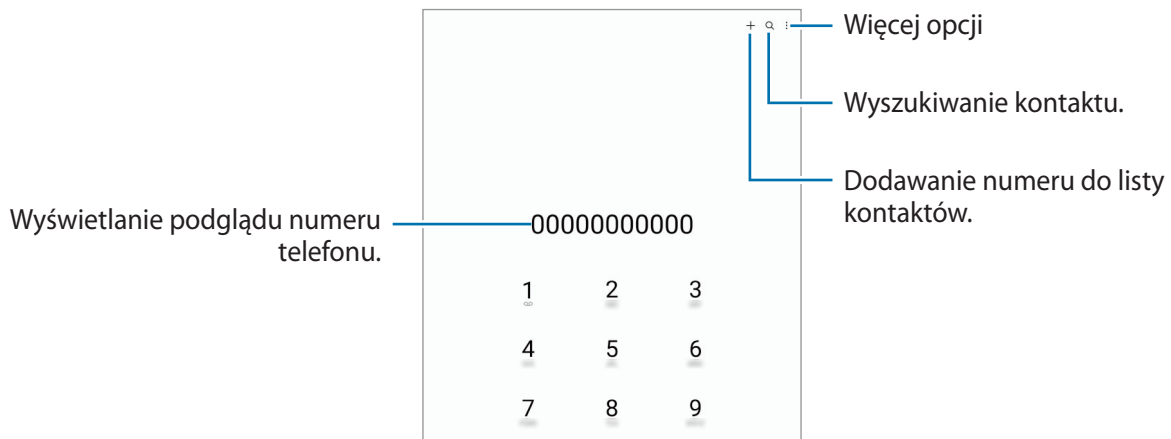 Więcej opcji
Wyszukiwanie kontaktu.
Dodawanie numeru do listy
kontaktów.
Wyświetlanie podglądu numeru
telefonu.
00000000000
1 2 3
4 5 6
7 8 9